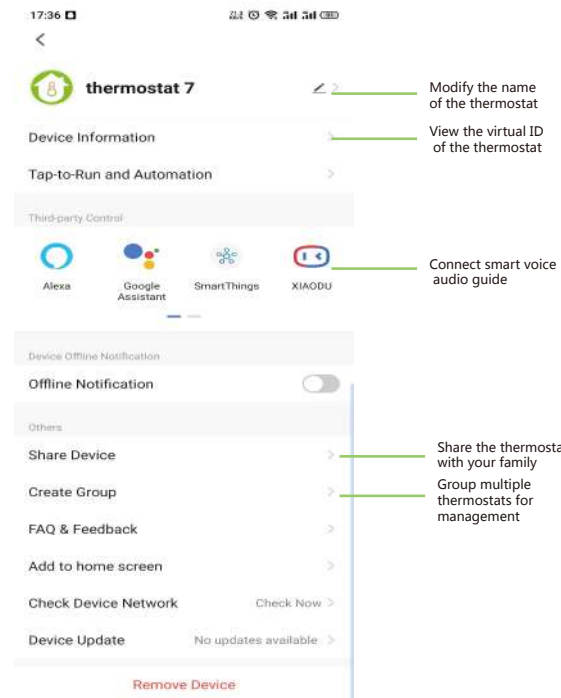 17:36
thermostat 7
Modify the name
of the thermostat
Device Information
View the virtual ID
of the thermostat
Tap-to-Run and Automation
Third-party Control
Alexa
Google
Assistant
SmartThings
XIAODU
Connect smart voice
audio guide
Device Offline Notification
Offline Notification
Others
Share Device
Share the thermosta
with your family
Create Group
Group multiple
thermostats for
management
FAQ & Feedback
Add to home screen
Check Device Network Check Now
Device Update No updates available
Remove Device